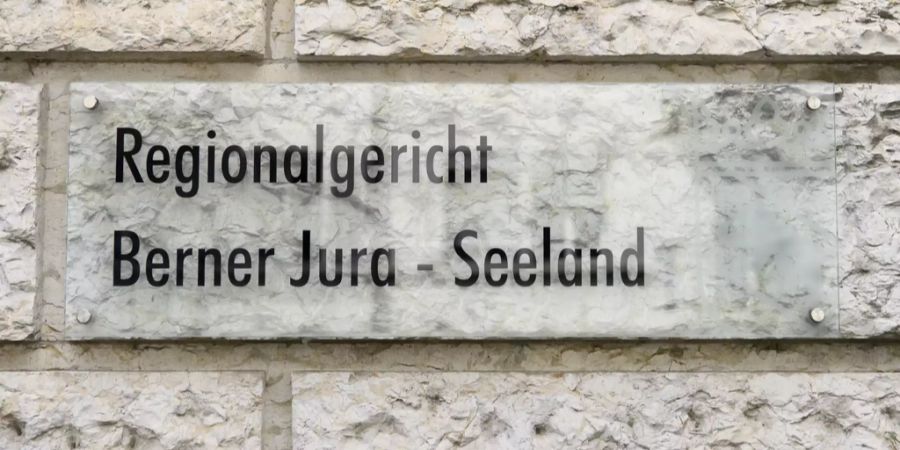 Regionalgericht
Berner Jura - Seeland